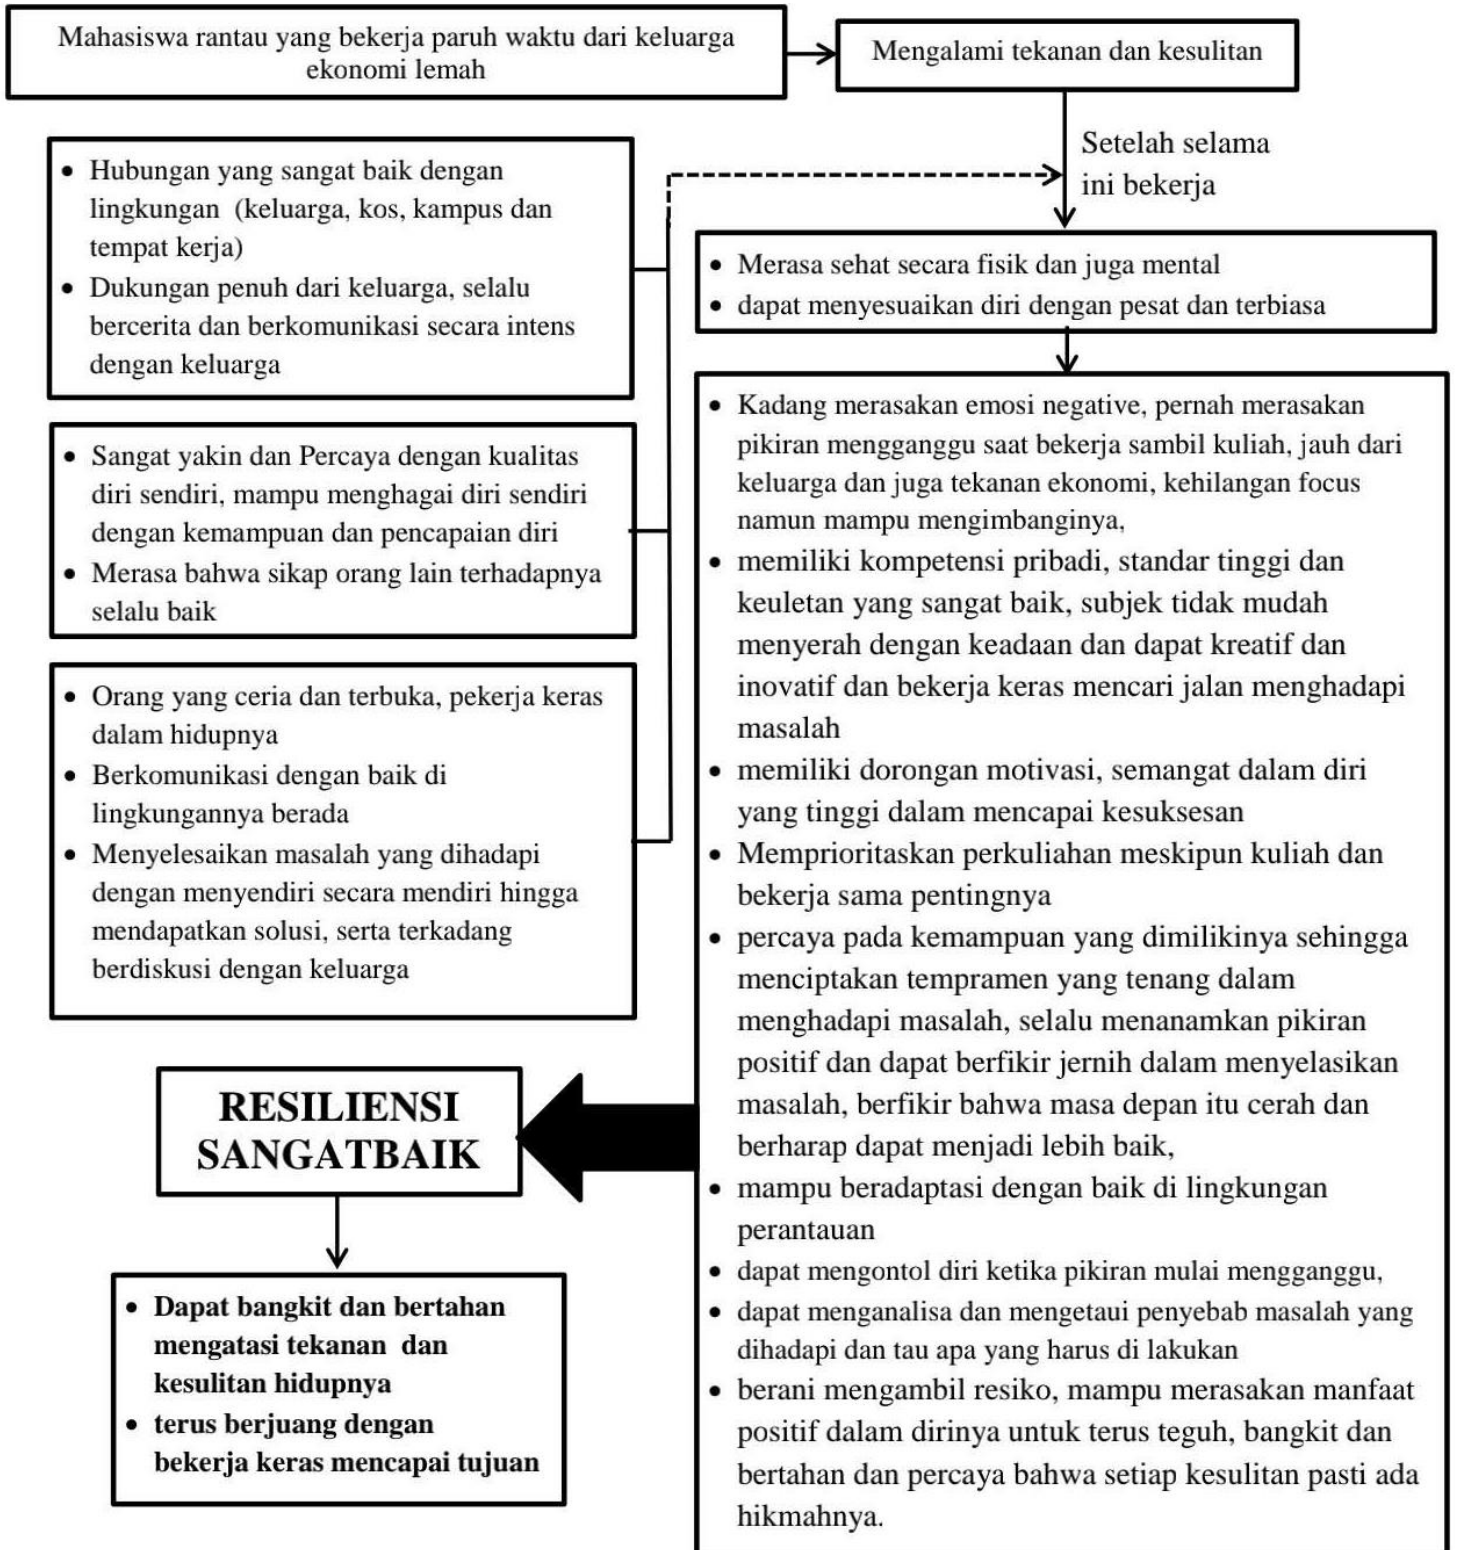 Mahasiswa rantau yang bekerja paruh waktu dari keluarga
ekonomi lemah
Mengalami tekanan dan kesulitan
Setelah selama
ini bekerja
• Hubungan yang sangat baik dengan
lingkungan (keluarga, kos, kampus dan
tempat kerja)
• Dukungan penuh dari keluarga, selalu
bercerita dan berkomunikasi secara intens
dengan keluarga
• Sangat yakin dan Percaya dengan kualitas
diri sendiri, mampu menghagai diri sendiri
dengan kemampuan dan pencapaian diri
• Merasa bahwa sikap orang lain terhadapnya
selalu baik
• Orang yang ceria dan terbuka, pekerja keras
dalam hidupnya
• Berkomunikasi dengan baik di
lingkungannya berada
• Menyelesaikan masalah yang dihadapi
dengan menyendiri secara mendiri hingga
mendapatkan solusi, serta terkadang
berdiskusi dengan keluarga
• Merasa sehat secara fisik dan juga mental
• dapat menyesuaikan diri dengan pesat dan terbiasa
• Kadang merasakan emosi negative, pernah merasakan
pikiran mengganggu saat bekerja sambil kuliah, jauh dari
keluarga dan juga tekanan ekonomi, kehilangan focus
namun mampu mengimbanginya,
• memiliki kompetensi pribadi, standar tinggi dan
keuletan yang sangat baik, subjek tidak mudah
menyerah dengan keadaan dan dapat kreatif dan
inovatif dan bekerja keras mencari jalan menghadapi
masalah
• memiliki dorongan motivasi, semangat dalam diri
yang tinggi dalam mencapai kesuksesan
• Memprioritaskan perkuliahan meskipun kuliah dan
bekerja sama pentingnya
• percaya pada kemampuan yang dimilikinya sehingga
menciptakan tempramen yang tenang dalam
menghadapi masalah, selalu menanamkan pikiran
positif dan dapat berfikir jernih dalam menyelasikan
masalah, berfikir bahwa masa depan itu cerah dan
berharap dapat menjadi lebih baik,
• mampu beradaptasi dengan baik di lingkungan
perantauan
• dapat mengontol diri ketika pikiran mulai mengganggu,
• dapat menganalisa dan mengetaui penyebab masalah yang
dihadapi dan tau apa yang harus di lakukan
• berani mengambil resiko, mampu merasakan manfaat
positif dalam dirinya untuk terus teguh, bangkit dan
bertahan dan percaya bahwa setiap kesulitan pasti ada
hikmahnya.
RESILIENSI
SANGATBAIK
• Dapat bangkit dan bertahan
mengatasi tekanan dan
kesulitan hidupnya
• terus berjuang dengan
bekerja keras mencapai tujuan